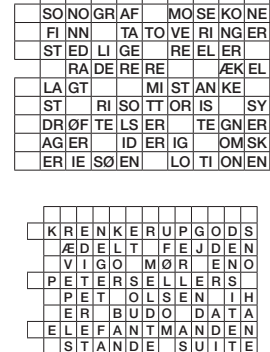 SO NO GR AF MO SE KO NE
FI NN TA TO VE RI NG ER
ST ED LI GE RE EL ER
RA DE RE RE ÆK EL
LA GT MI ST AN KE
ST RI SO TT OR IS SY
DR ØF TE LS ER TE GN ER
AG ER ID ER IG OM SK
ER IE SØ EN LO TI ON EN
K R E N K E R U P G O D S
Æ D E L T F E J D E N
V I G O M Ø R E N O
P E T E R S E L L E R S
P E T O L S E N I H
E R B U D O D A T A
E L E F A N T M A N D E N
S T A N D E S U I T E